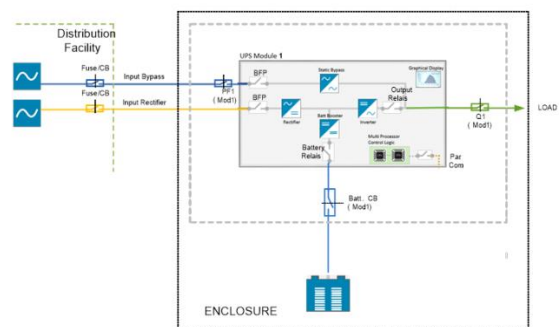 Distribution
Facility
Fuse/CB
Input Bypass
Fuse/CB
Input Rectifier
PF1
( Mod1)
UPS Module 1
BFP
BFP
Static Bypass
Graphical Display
Output
Relais
Rectifier
Batt Booster
Inverter
Battery
Relais
Multi Processor
Control Logic
Par
Com
Q1
( Mod1)
LOAD
Batt.. CB
( Mod1)
ENCLOSURE